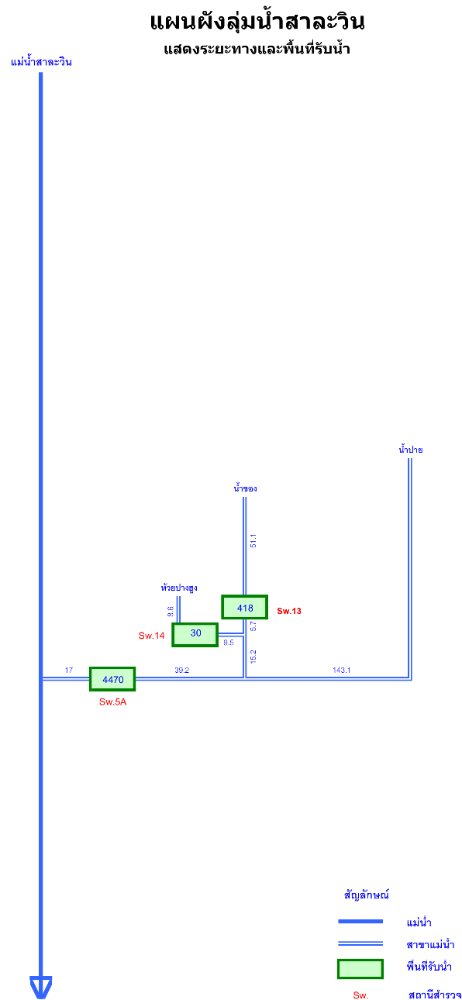 แผนผังลุ่มน้ำสาละวิน
แสดงระยะทางและพื้นที่รับน้ำ
แม่น้ำสาละวิน
น้ำปาย
น้ำของ
51.1
ห้วยปางฮูง
8.6
418
Sw.13
Sw.14
30
5.7
9.5
15.2
17
4470
39.2
143.1
Sw.5A
สัญลักษณ์
แม่น้ำ
สาขาแม่น้ำ
พื้นที่รับน้ำ
Sw.
สถานีสำรวจ